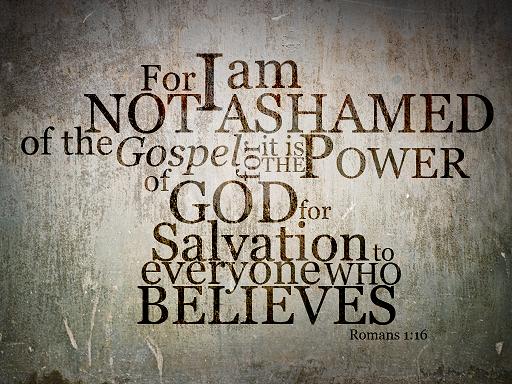 For I am
NOT ASHAMED
of the Gospel for it is THE POWER
of GOD for
Salvation to
everyone WHO
BELIEVES
Romans 1:16